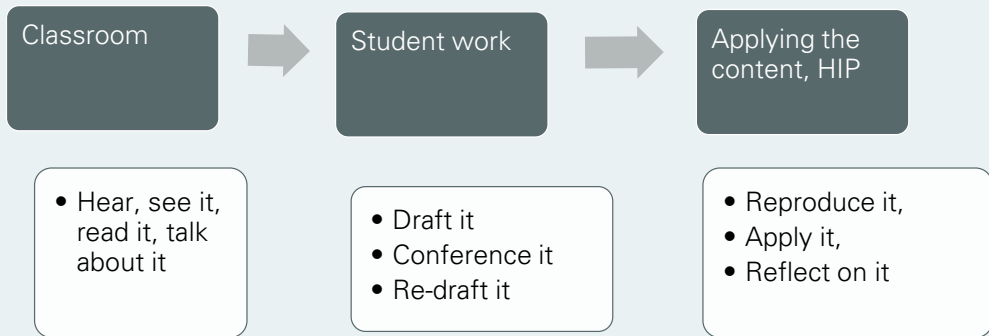 Classroom
Student work
Applying the
content, HIP
• Hear, see it,
read it, talk
about it
• Draft it
• Conference it
• Re-draft it
• Reproduce it,
• Apply it,
• Reflect on it